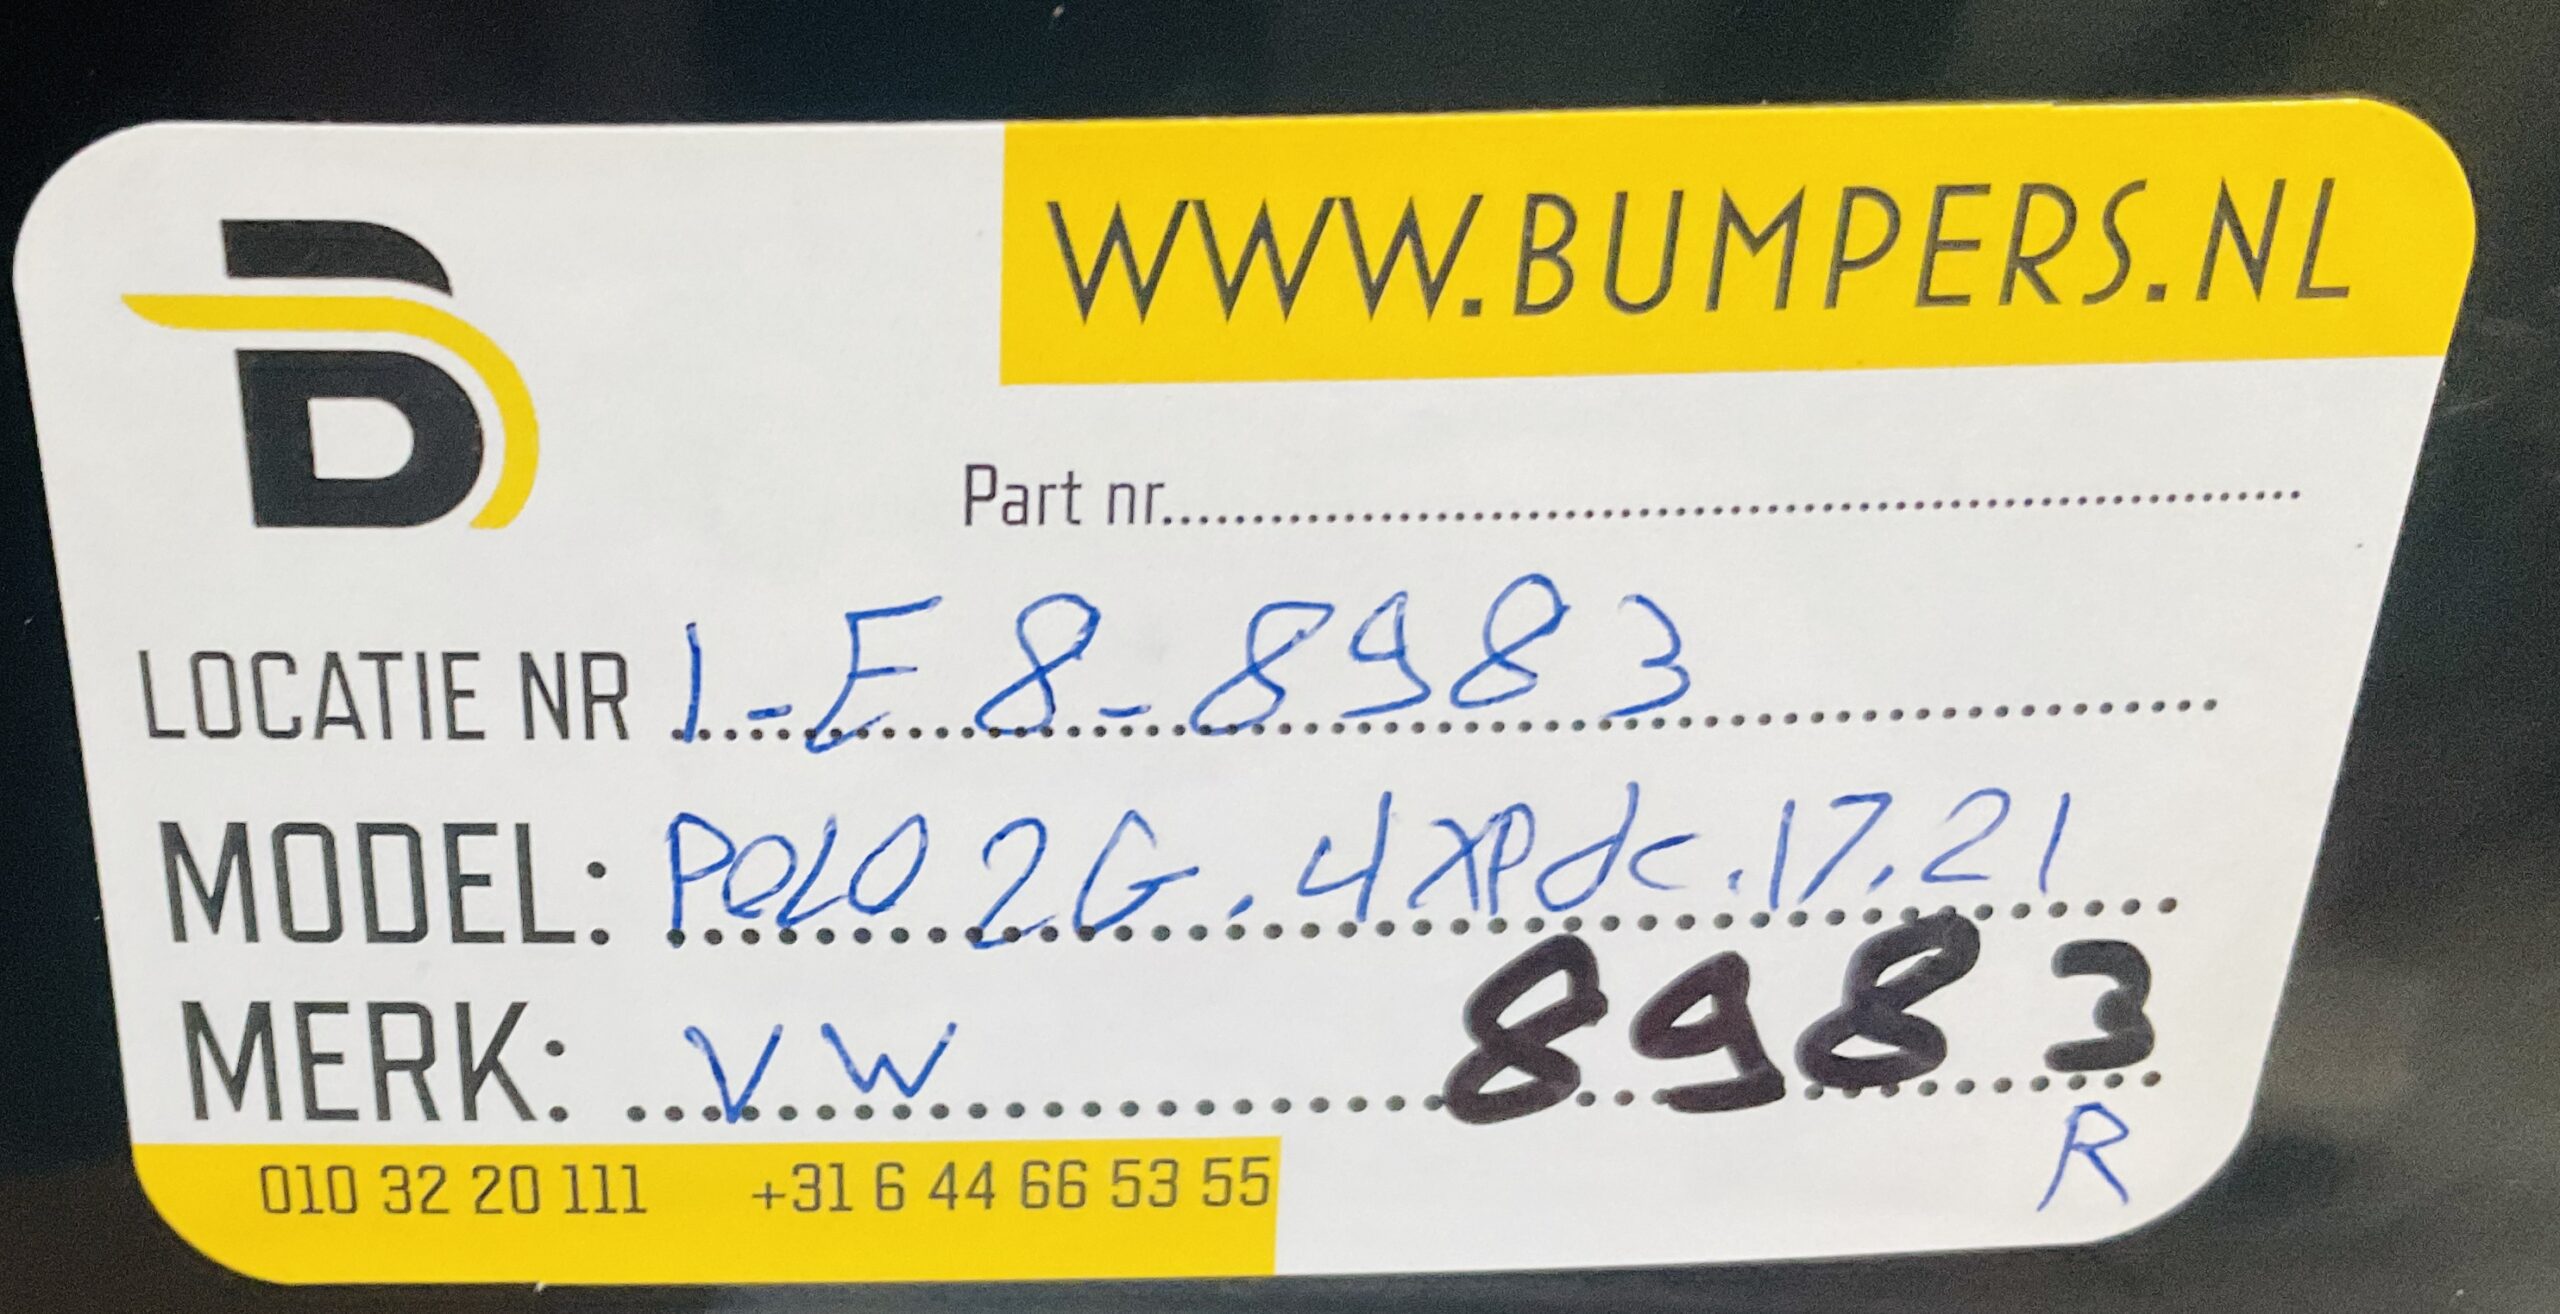 WWW.BUMPERS.NL
Part nr.
LOCATIE NR 1-E8-8983
MODEL: POLO 2G.4XPdc.17.21
MERK: VW 8983
R
010 32 20 111 +31 6 44 66 53 55